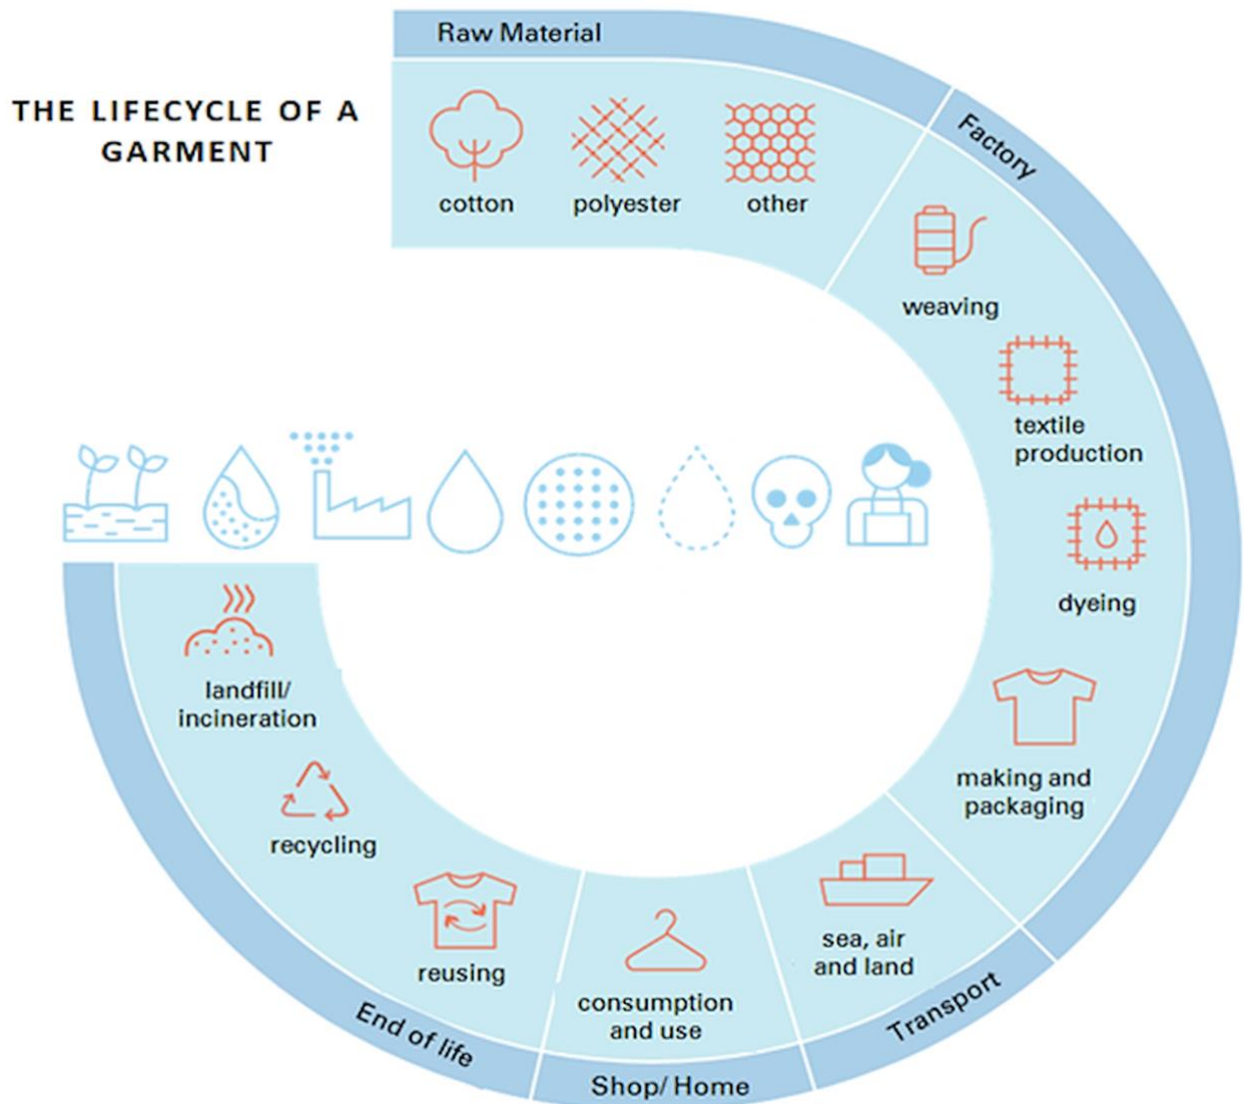 THE LIFECYCLE OF A
GARMENT
Raw Material
cotton
polyester
other
Factory
weaving
textile
production
dyeing
making and
packaging
Transport
sea, air
and land
Shop/ Home
consumption
and use
End of life
reusing
recycling
landfill/
incineration